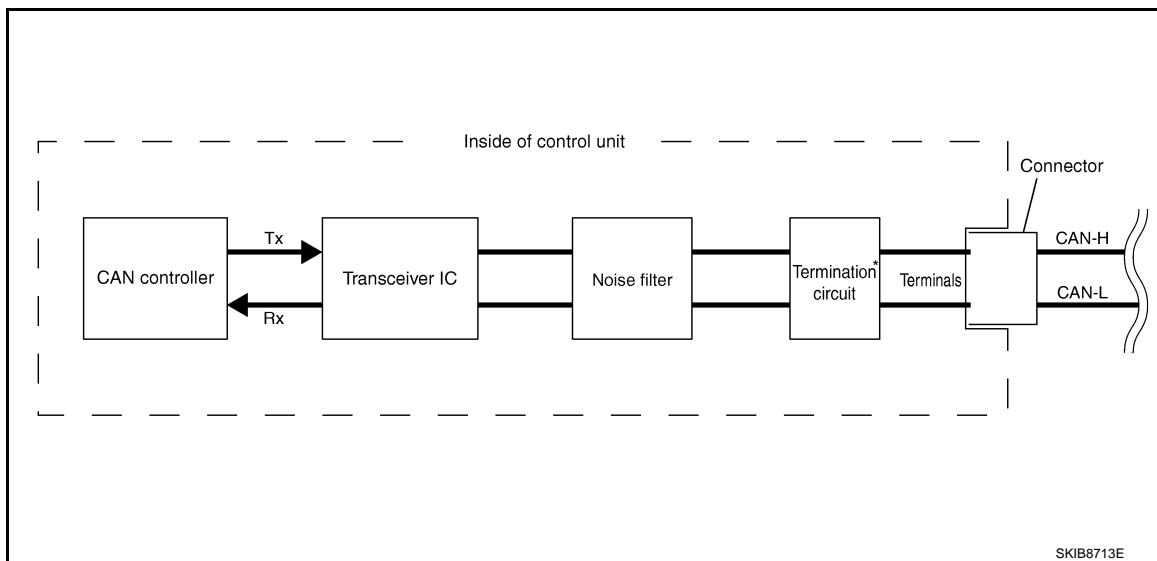 Inside of control unit
Connector
CAN controller
Tx
Rx
Transceiver IC
Noise filter
Termination*
circuit
Terminals
CAN-H
CAN-L
SKIB8713E